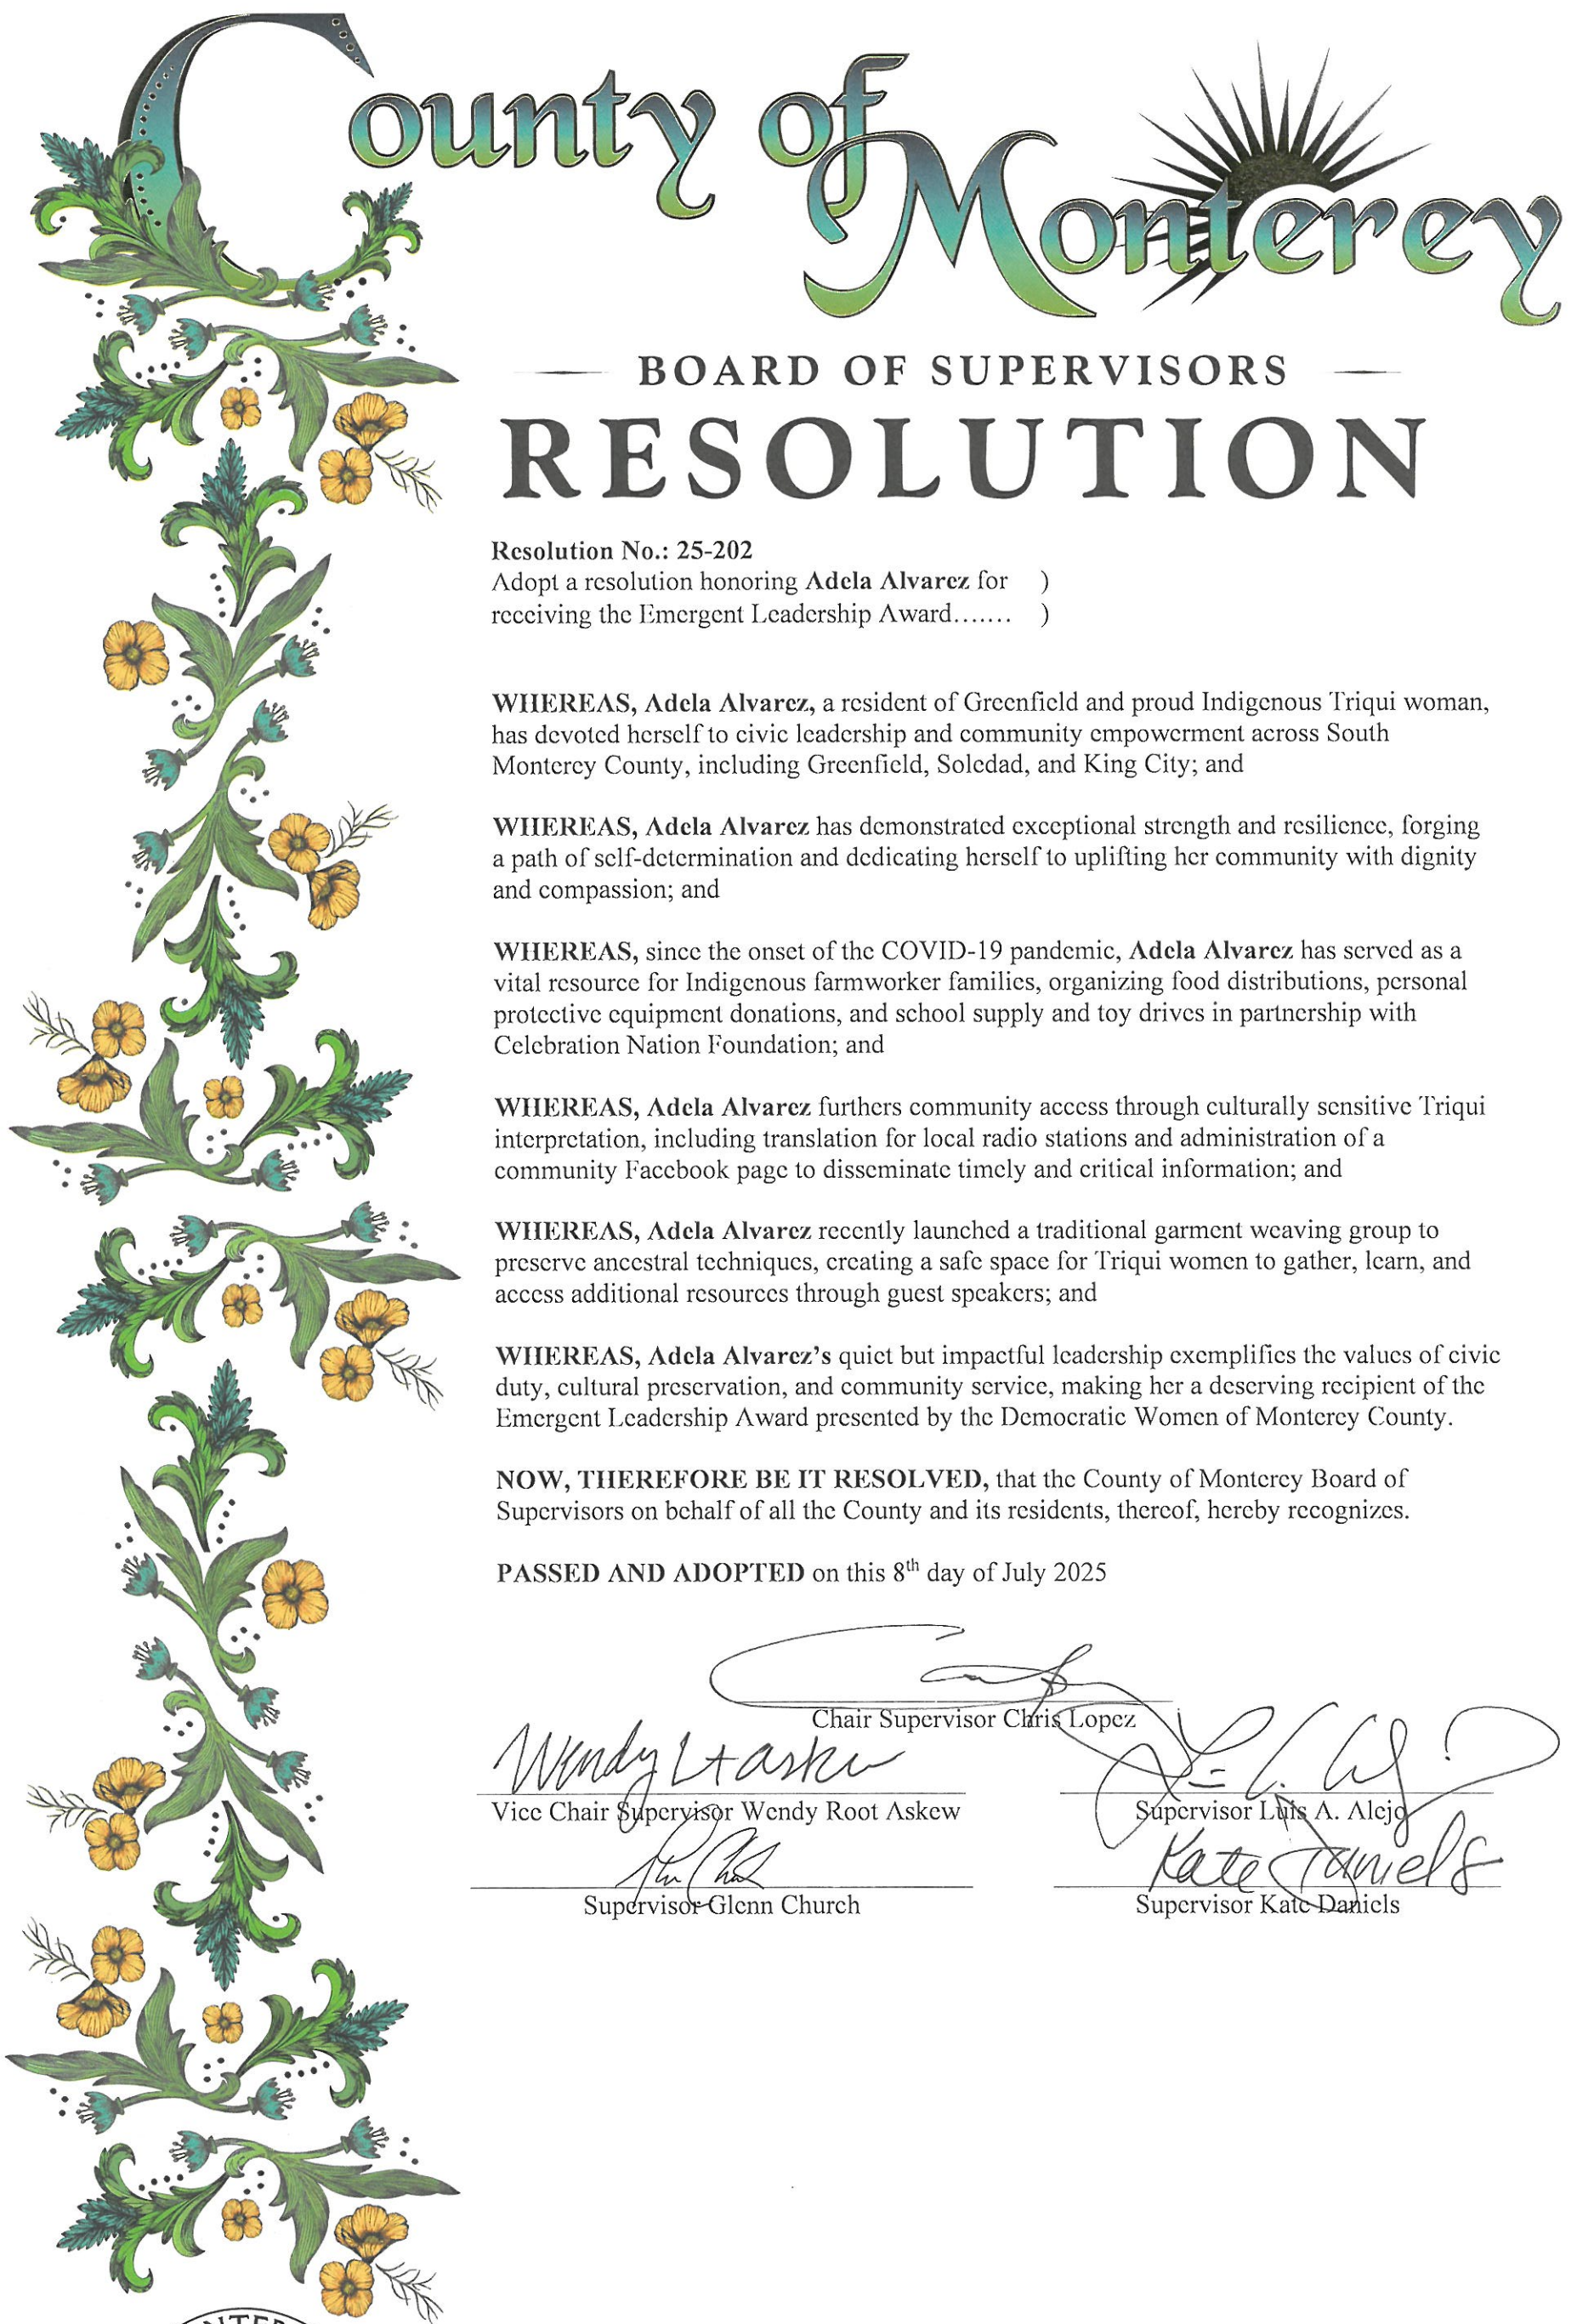 County of Monterey
BOARD OF SUPERVISORS
RESOLUTION
Resolution No.: 25-202
Adopt a resolution honoring Adela Alvarez for )
receiving the Emergent Leadership Award....... )
WHEREAS, Adela Alvarez, a resident of Greenfield and proud Indigenous Triqui woman,
has devoted herself to civic leadership and community empowerment across South
Monterey County, including Greenfield, Soledad, and King City; and
WHEREAS, Adela Alvarez has demonstrated exceptional strength and resilience, forging
a path of self-determination and dedicating herself to uplifting her community with dignity
and compassion; and
WHEREAS, since the onset of the COVID-19 pandemic, Adela Alvarez has served as a
vital resource for Indigenous farmworker families, organizing food distributions, personal
protective equipment donations, and school supply and toy drives in partnership with
Celebration Nation Foundation; and
WHEREAS, Adela Alvarez furthers community access through culturally sensitive Triqui
interpretation, including translation for local radio stations and administration of a
community Facebook page to disseminate timely and critical information; and
WHEREAS, Adela Alvarez recently launched a traditional garment weaving group to
preserve ancestral techniques, creating a safe space for Triqui women to gather, learn, and
access additional resources through guest speakers; and
WHEREAS, Adela Alvarez's quiet but impactful leadership exemplifies the values of civic
duty, cultural preservation, and community service, making her a deserving recipient of the
Emergent Leadership Award presented by the Democratic Women of Monterey County.
NOW, THEREFORE BE IT RESOLVED, that the County of Monterey Board of
Supervisors on behalf of all the County and its residents, thereof, hereby recognizes.
PASSED AND ADOPTED on this 8th day of July 2025
Chair Supervisor Chris Lopez
Wendy Root Askew
Vice Chair Supervisor Wendy Root Askew
Supervisor Luis A. Alejo
Kate Daniels
Supervisor Glenn Church
Supervisor Kate Daniels